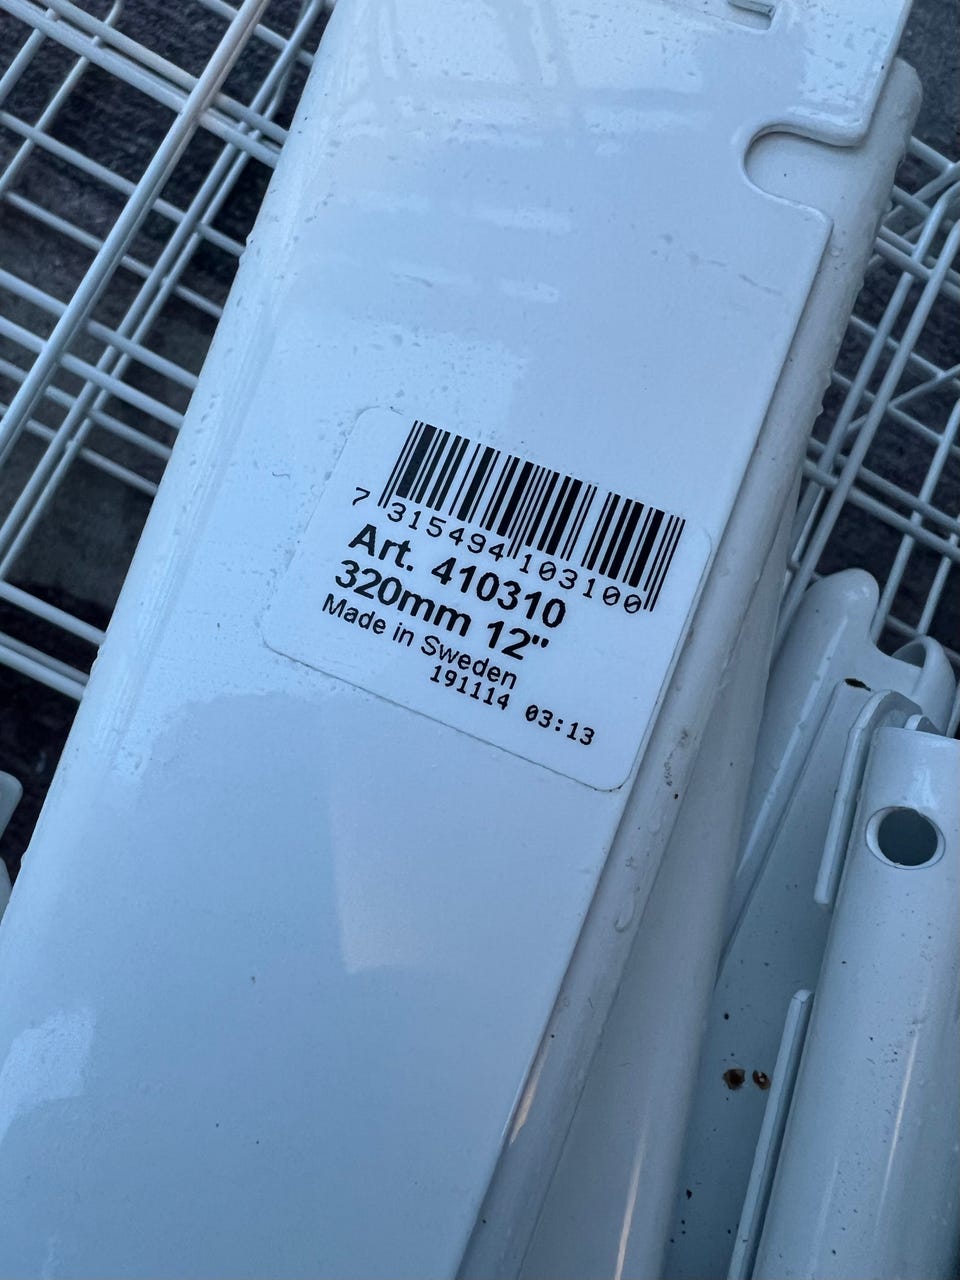 7 315494 103100
Art. 410310
320mm 12"
Made in Sweden
191114 03:13